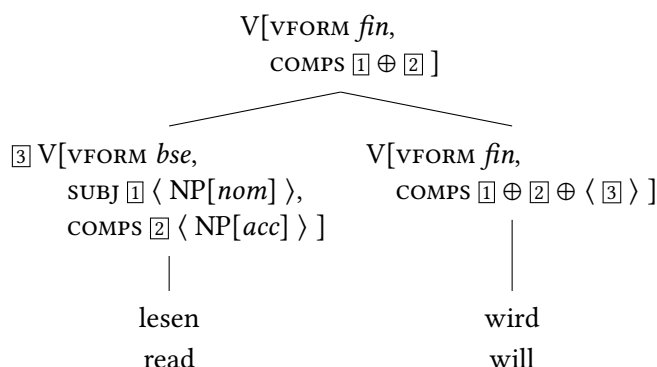 V[VFORM fin,
COMPS 1 ⊕ 2 ]
3 V[VFORM bse,
SUBJ 1 ⟨ NP[nom] ⟩,
COMPS 2 ⟨ NP[acc] ⟩ ]
V[VFORM fin,
COMPS 1 ⊕ 2 ⊕ ⟨ 3 ⟩ ]
lesen
read
wird
will